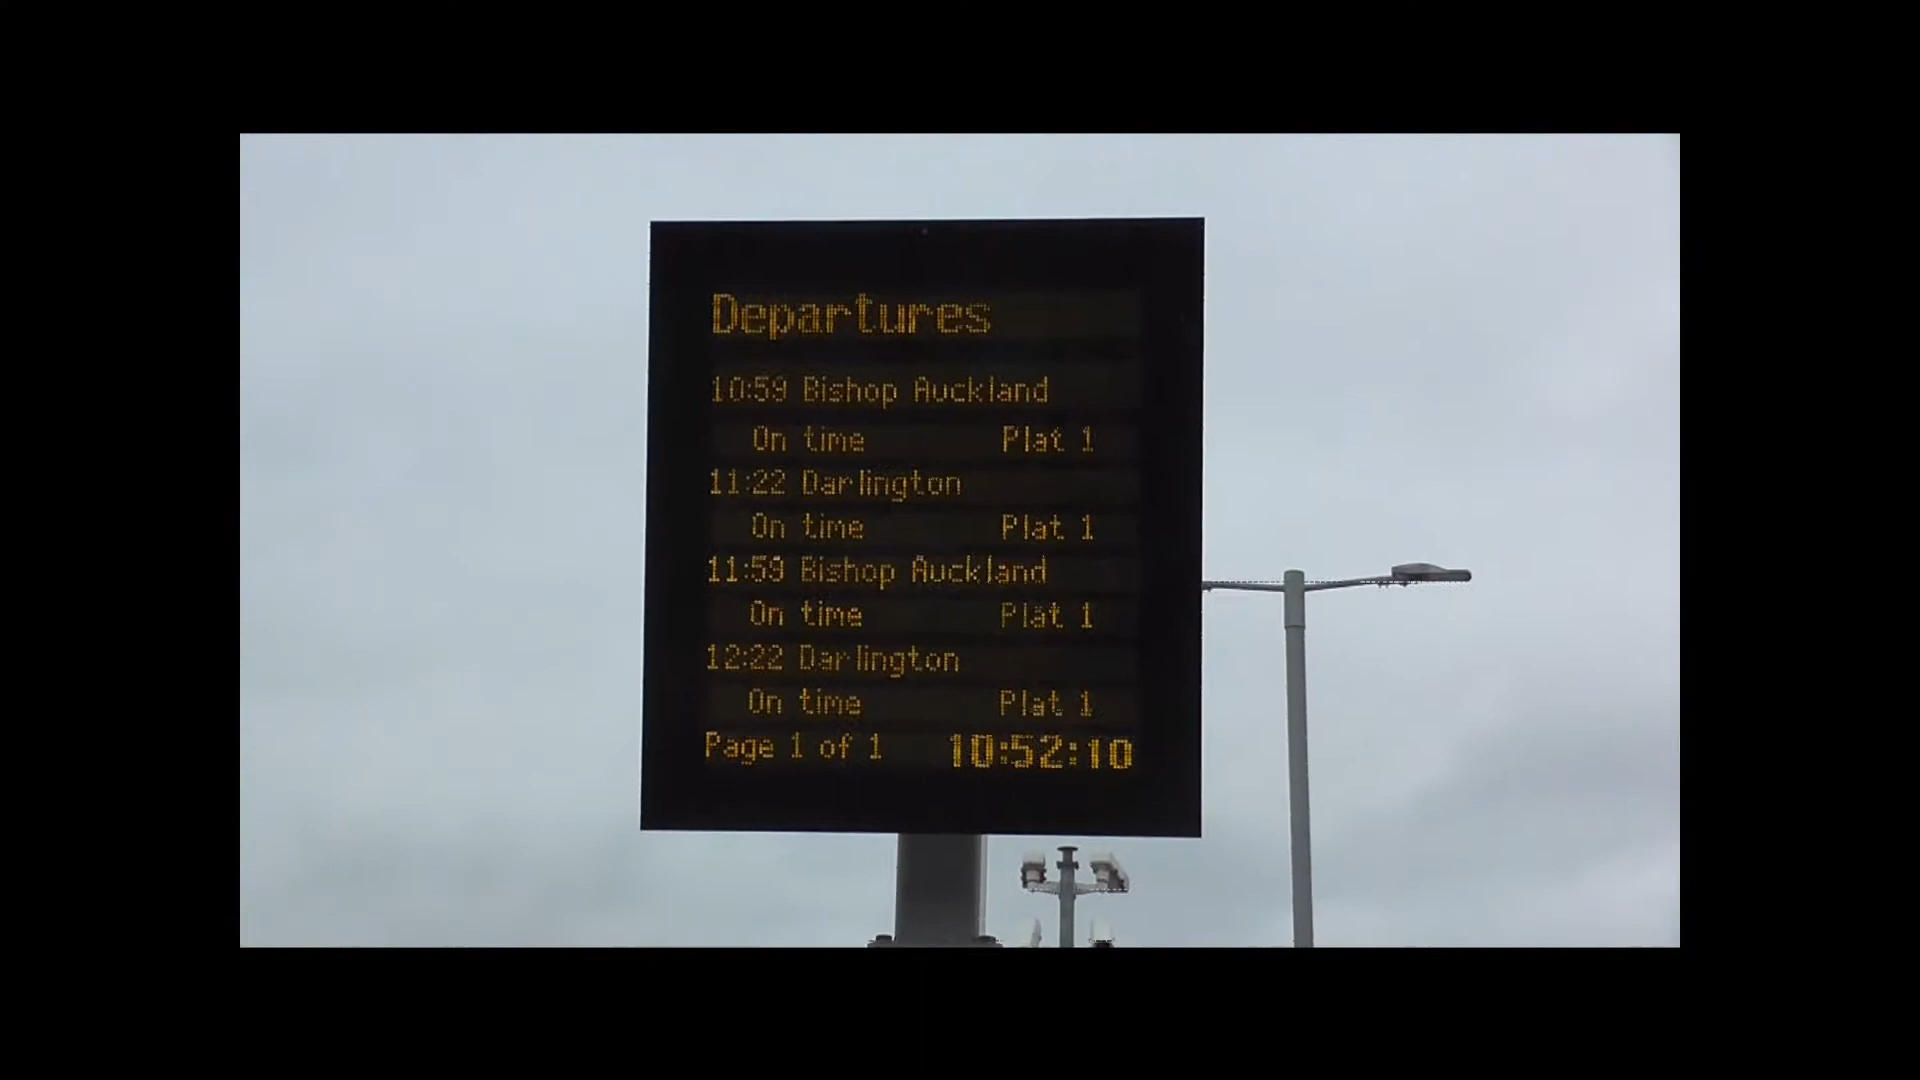 Departures
10:59 Bishop Auckland
On time Plat 1
11:22 Darlington
On time Plat 1
11:59 Bishop Auckland
On time Plat 1
12:22 Darlington
On time Plat 1
Page 1 of 1 10:52:10